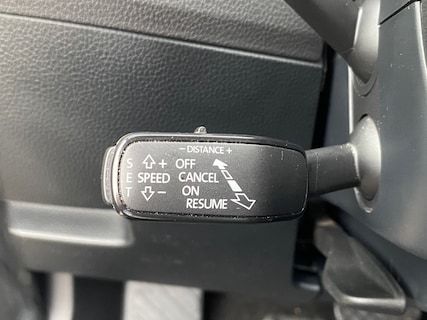 - DISTANCE +
S + OFF
E SPEED CANCEL
T - ON
RESUME